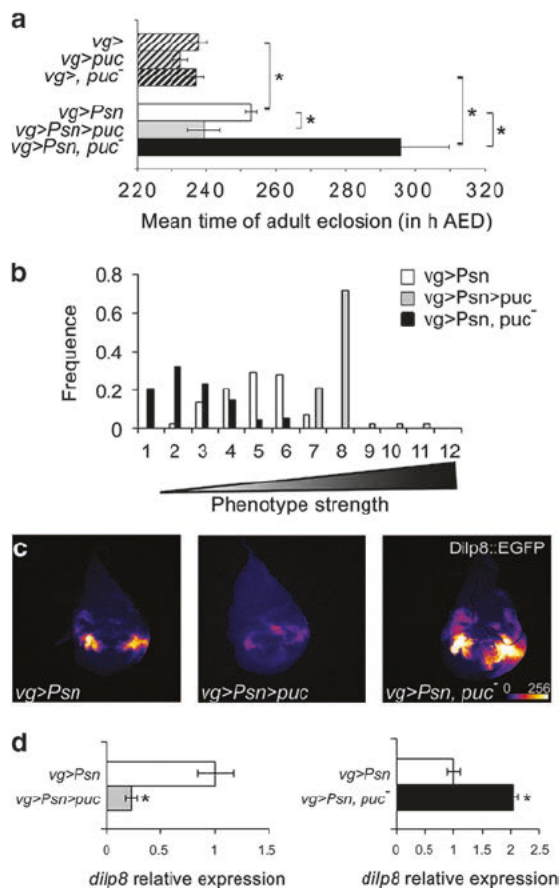 a
vg>
vg>puc
vg>, puc⁻
vg>Psn
vg>Psn>puc
vg>Psn, puc⁻
* * * *
220 240 260 280 300 320
Mean time of adult eclosion (in h AED)
b
Frequence
0.8
0.6
0.4
0.2
0
vg>Psn
vg>Psn>puc
vg>Psn, puc⁻
1 2 3 4 5 6 7 8 9 10 11 12
Phenotype strength
c
Dilp8::EGFP
vg>Psn
vg>Psn>puc
vg>Psn, puc⁻
0 256
d
vg>Psn
vg>Psn>puc
*
0 0.5 1 1.5
dilp8 relative expression
vg>Psn
vg>Psn, puc⁻
*
0 0.5 1 1.5 2 2.5
dilp8 relative expression